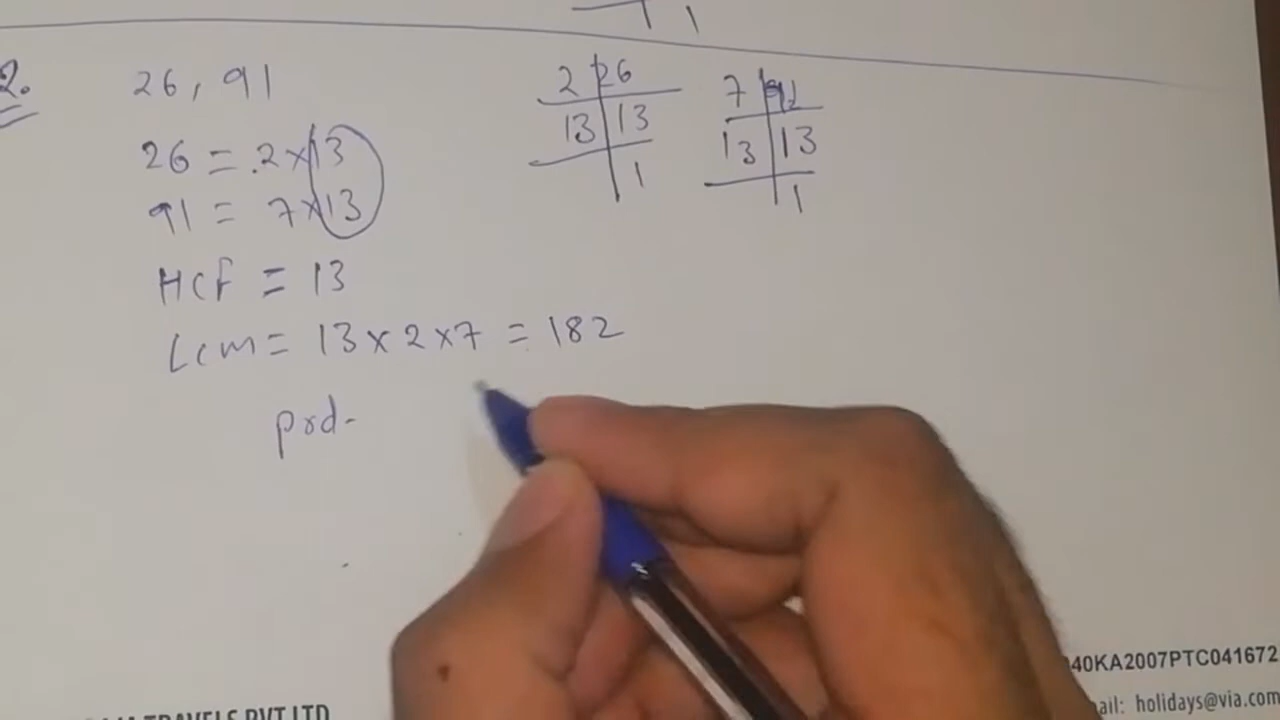 2.
26, 91
2 26
13 13
1
7 91
13 13
1
26 = 2×13
91 = 7×13
HCF = 13
Lcm = 13 × 2 × 7 = 182
prd-
40KA2007PTC041672
ail: holidays@via.com
TRAVELS PVT LTD